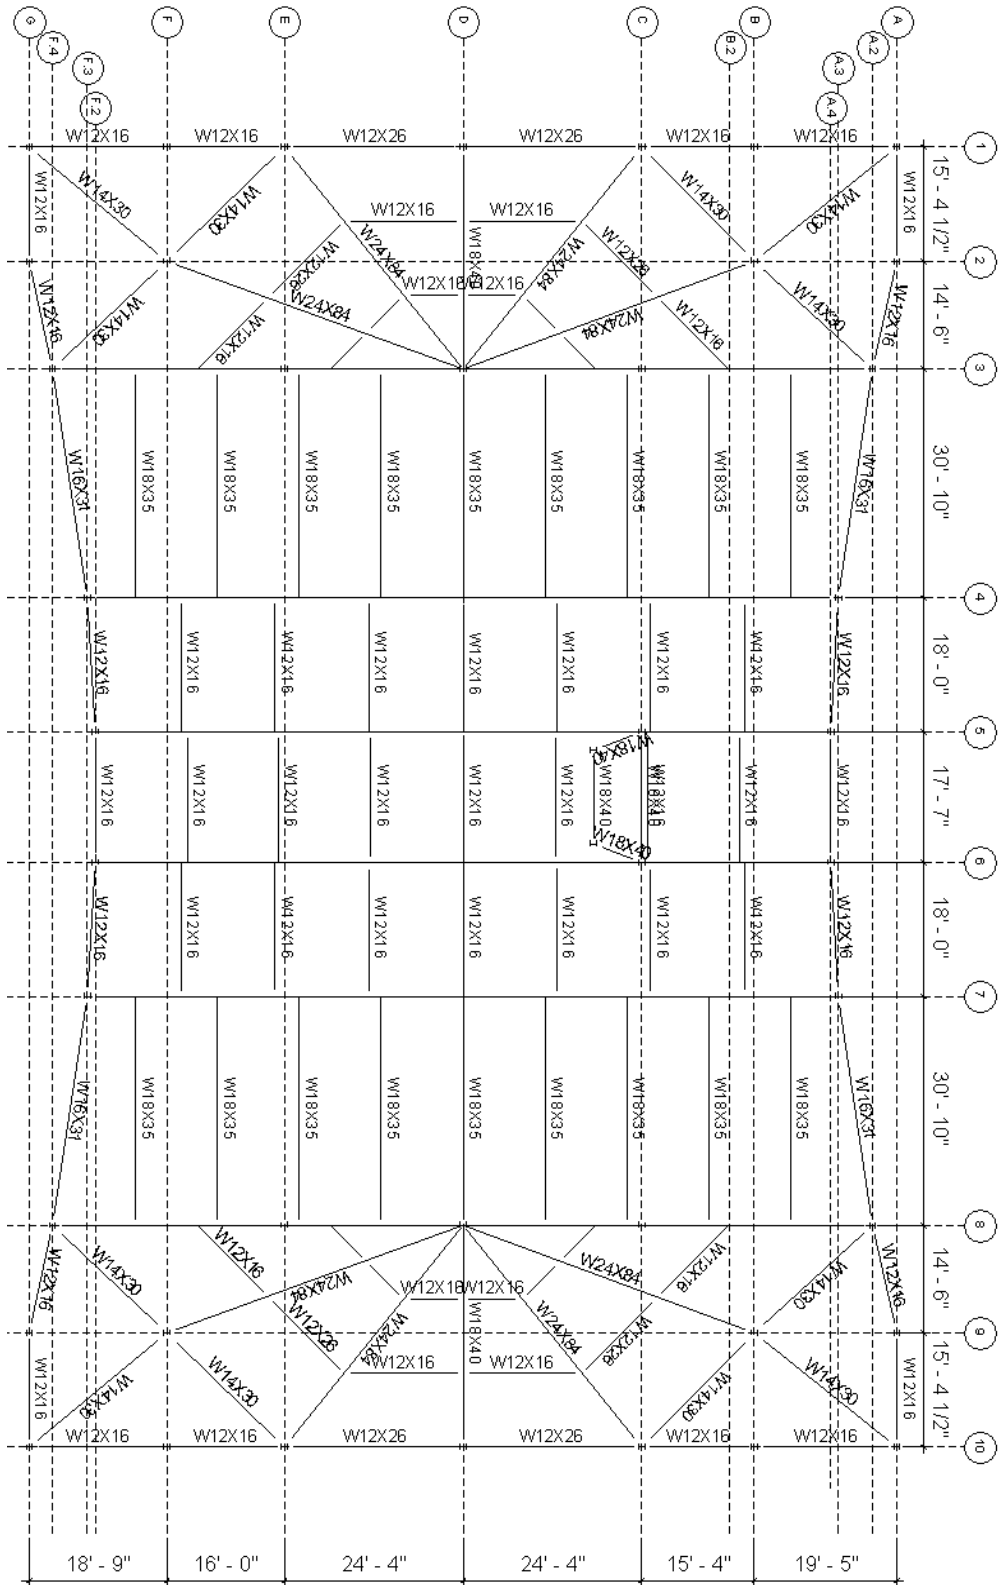 G
F.4
F.3
F.2
F
E
D
C
B.2
B
A.4
A.3
A.2
A
W12X16
W12X16
W12X26
W12X26
W12X16
W12X16
1
15' - 4 1/2"
W12X16
W14X30
W14X30
W14X30
W14X30
W12X16
W12X16
W12X16
W24X84
W18X40
W24X84
2
W12X26
W12X26
W12X16
W12X16
W12X16
W14X30
W12X16
W24X84
W24X84
W12X16
W14X30
W12X16
14' - 6"
3
W16X31
W18X35
W18X35
W18X35
W18X35
W18X35
W18X35
W18X35
W18X35
W18X35
W16X31
30' - 10"
4
W12X16
W12X16
W12X16
W12X16
W12X16
W12X16
W12X16
W12X16
W12X16
18' - 0"
5
W18X40
W12X16
W12X16
W12X16
W12X16
W12X16
W12X16
W18X40
W12X16
W18X40
W12X16
W12X16
17' - 7"
W18X40
6
W12X16
W12X16
W12X16
W12X16
W12X16
W12X16
W12X16
W12X16
W12X16
18' - 0"
7
W16X31
W18X35
W18X35
W18X35
W18X35
W18X35
W18X35
W18X35
W18X35
W18X35
W16X31
30' - 10"
8
W12X16
W14X30
W12X16
W24X84
W12X16
W12X16
W24X84
W12X16
W14X30
W12X16
14' - 6"
W12X26
W24X84
W18X40
W24X84
W12X26
9
W12X16
W14X30
W14X30
W12X16
W12X16
W14X30
W14X30
W12X16
15' - 4 1/2"
W12X16
W12X16
W12X26
W12X26
W12X16
W12X16
10
18' - 9"
16' - 0"
24' - 4"
24' - 4"
15' - 4"
19' - 5"